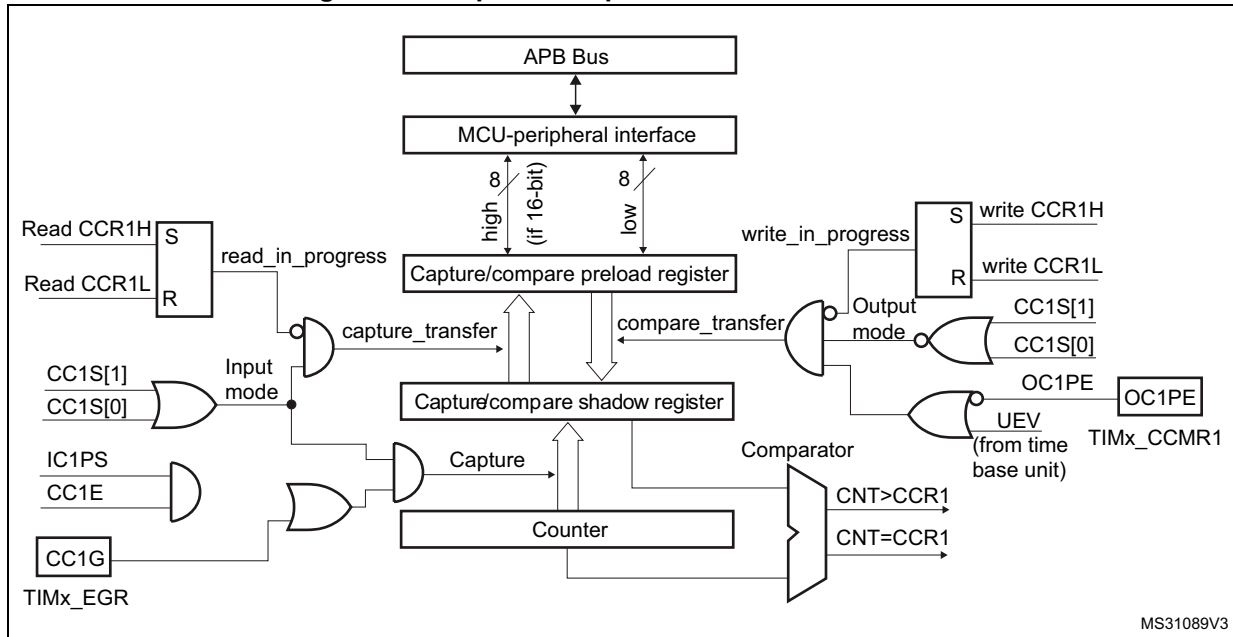 APB Bus
MCU-peripheral interface
8
8
high
(if 16-bit)
low
Read CCR1H
S
read_in_progress
Read CCR1L
R
write_in_progress
S
write CCR1H
R
write CCR1L
Capture/compare preload register
capture_transfer
compare_transfer
Output
mode
CC1S[1]
CC1S[0]
CC1S[1]
CC1S[0]
Input
mode
Capture/compare shadow register
OC1PE
OC1PE
UEV
(from time
base unit)
TIMx_CCMR1
IC1PS
CC1E
Capture
Comparator
CNT>CCR1
Counter
CNT=CCR1
CC1G
TIMx_EGR
MS31089V3